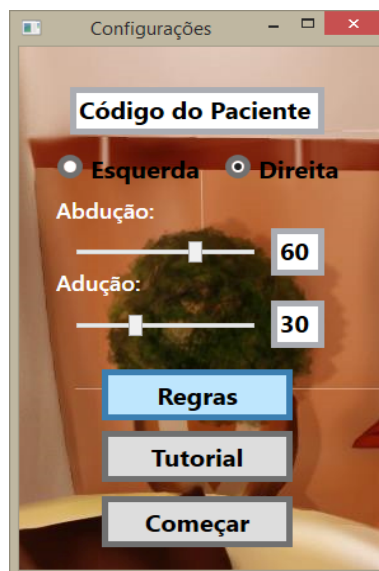 Configurações
Código do Paciente
Esquerda Direita
Abdução:
60
Adução:
30
Regras
Tutorial
Começar